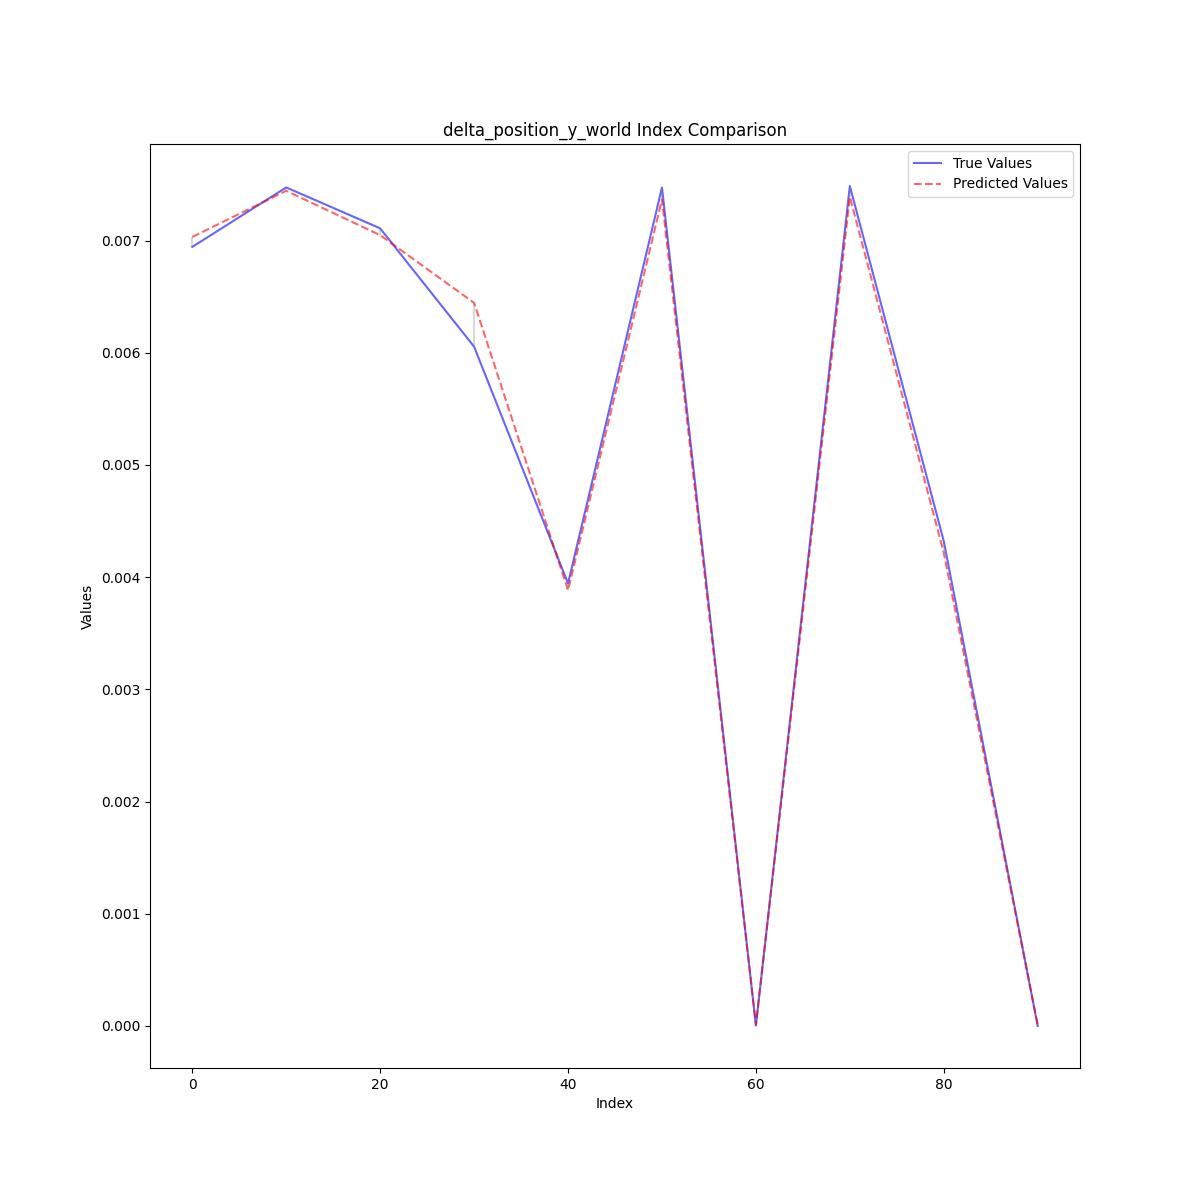 delta_position_y_world Index Comparison
True Values
Predicted Values
0.007
0.006
0.005
0.004
0.003
0.002
0.001
0.000
Values
0
20
40
60
80
Index